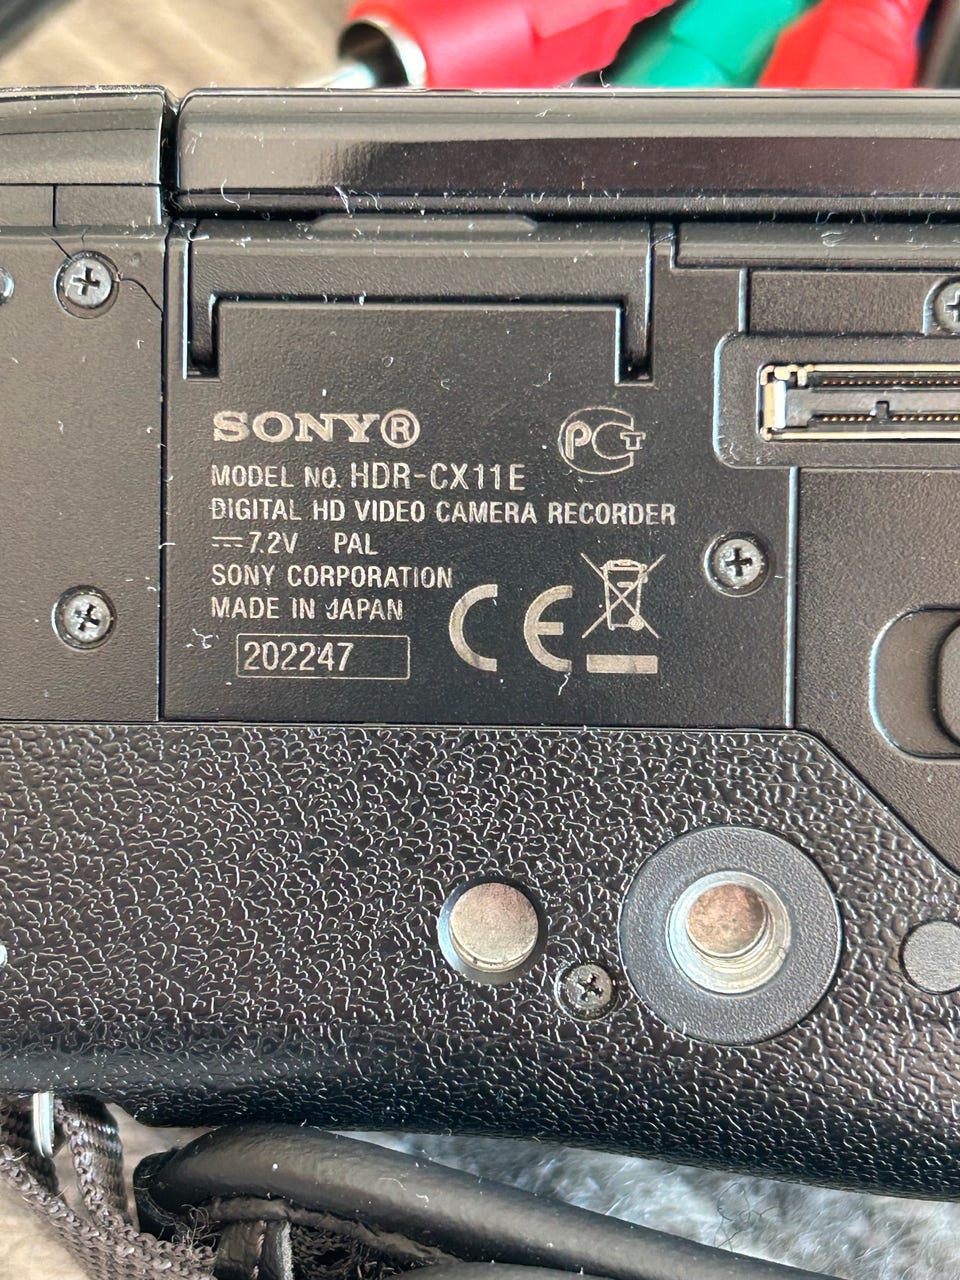 SONY®
PCT
MODEL NO. HDR-CX11E
DIGITAL HD VIDEO CAMERA RECORDER
⎓7.2V PAL
SONY CORPORATION
MADE IN JAPAN
CE
202247